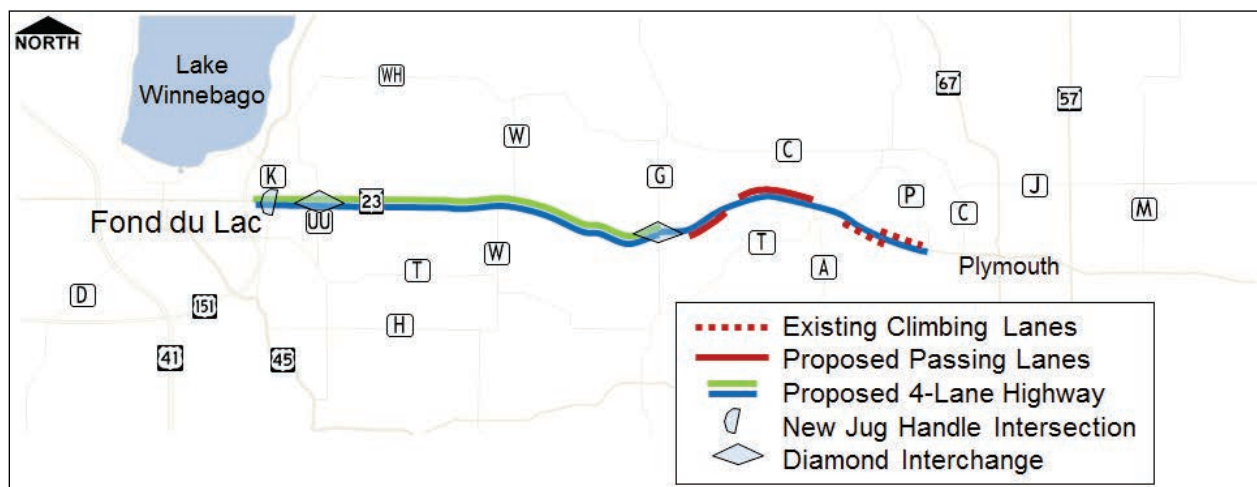 NORTH
Lake
Winnebago
WH
67
57
W
C
K
G
23
P
J
Fond du Lac
UU
C
M
W
T
T
A
Plymouth
D
151
H
41
45
Existing Climbing Lanes
Proposed Passing Lanes
Proposed 4-Lane Highway
New Jug Handle Intersection
Diamond Interchange